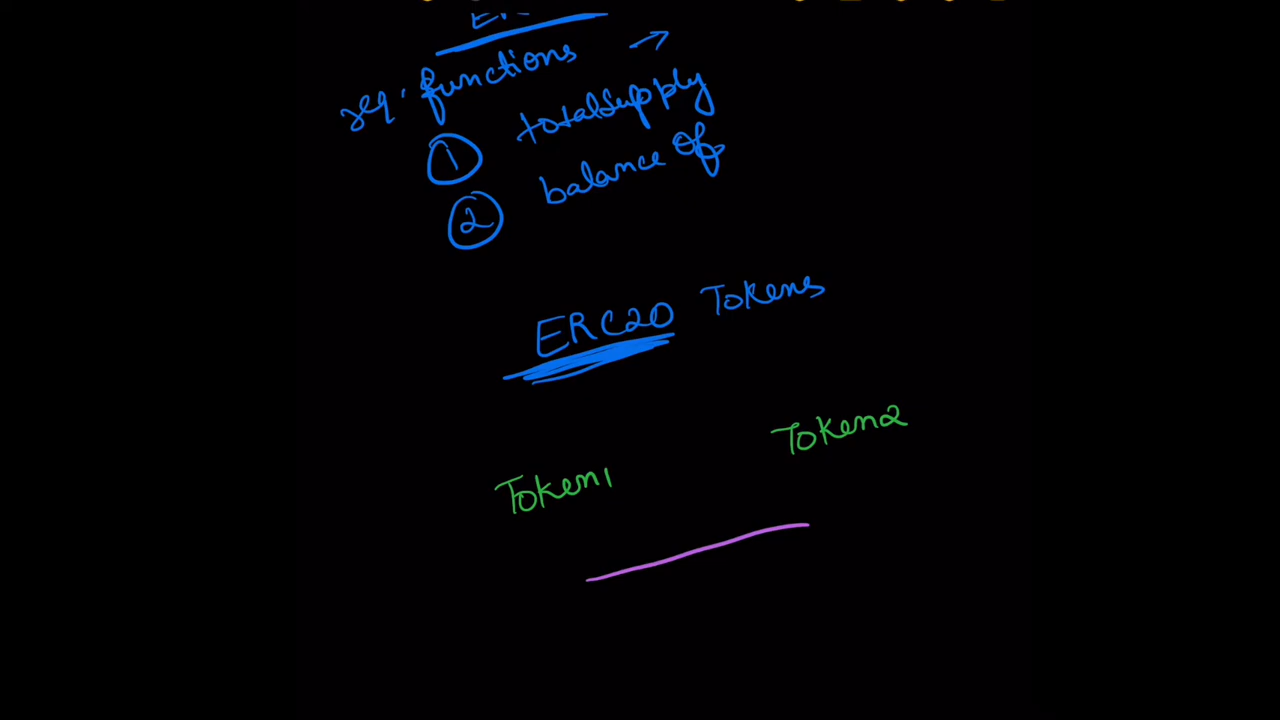 req. functions →
① totalsupply
② balance Of
ERC20 Tokens
Token2
Token1